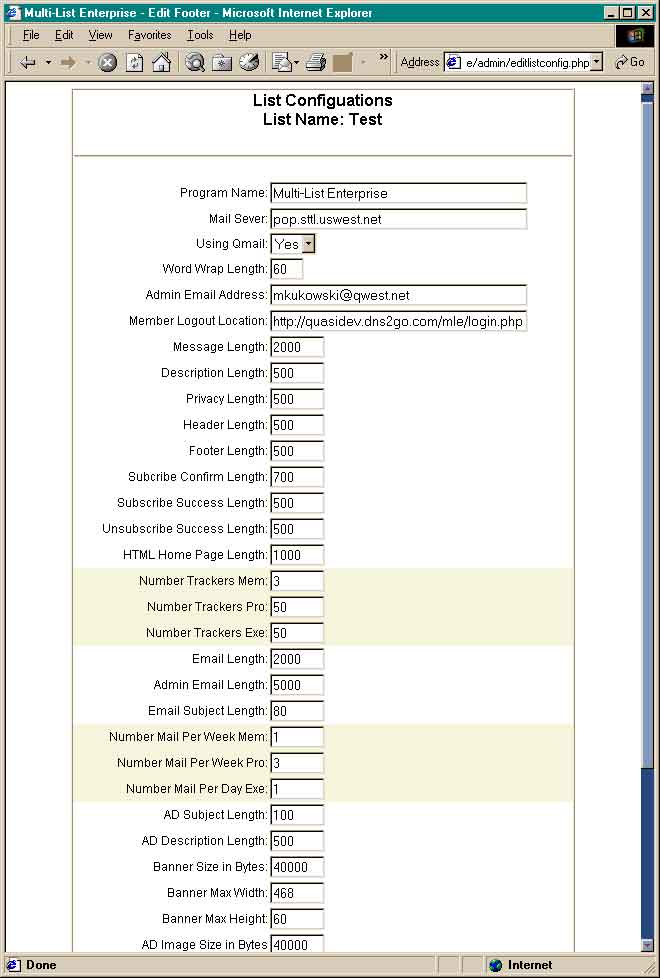 Multi-List Enterprise - Edit Footer - Microsoft Internet Explorer
File Edit View Favorites Tools Help
» Address e/admin/editlistconfig.php Go
List Configuations
List Name: Test
Program Name: Multi-List Enterprise
Mail Sever: pop.sttl.uswest.net
Using Qmail: Yes
Word Wrap Length: 60
Admin Email Address: mkukowski@qwest.net
Member Logout Location: http://quasidev.dns2go.com/mle/login.php
Message Length: 2000
Description Length: 500
Privacy Length: 500
Header Length: 500
Footer Length: 500
Subcribe Confirm Length: 700
Subscribe Success Length: 500
Unsubscribe Success Length: 500
HTML Home Page Length: 1000
Number Trackers Mem: 3
Number Trackers Pro: 50
Number Trackers Exe: 50
Email Length: 2000
Admin Email Length: 5000
Email Subject Length: 80
Number Mail Per Week Mem: 1
Number Mail Per Week Pro: 3
Number Mail Per Day Exe: 1
AD Subject Length: 100
AD Description Length: 500
Banner Size in Bytes: 40000
Banner Max Width: 468
Banner Max Height: 60
AD Image Size in Bytes 40000
Done Internet